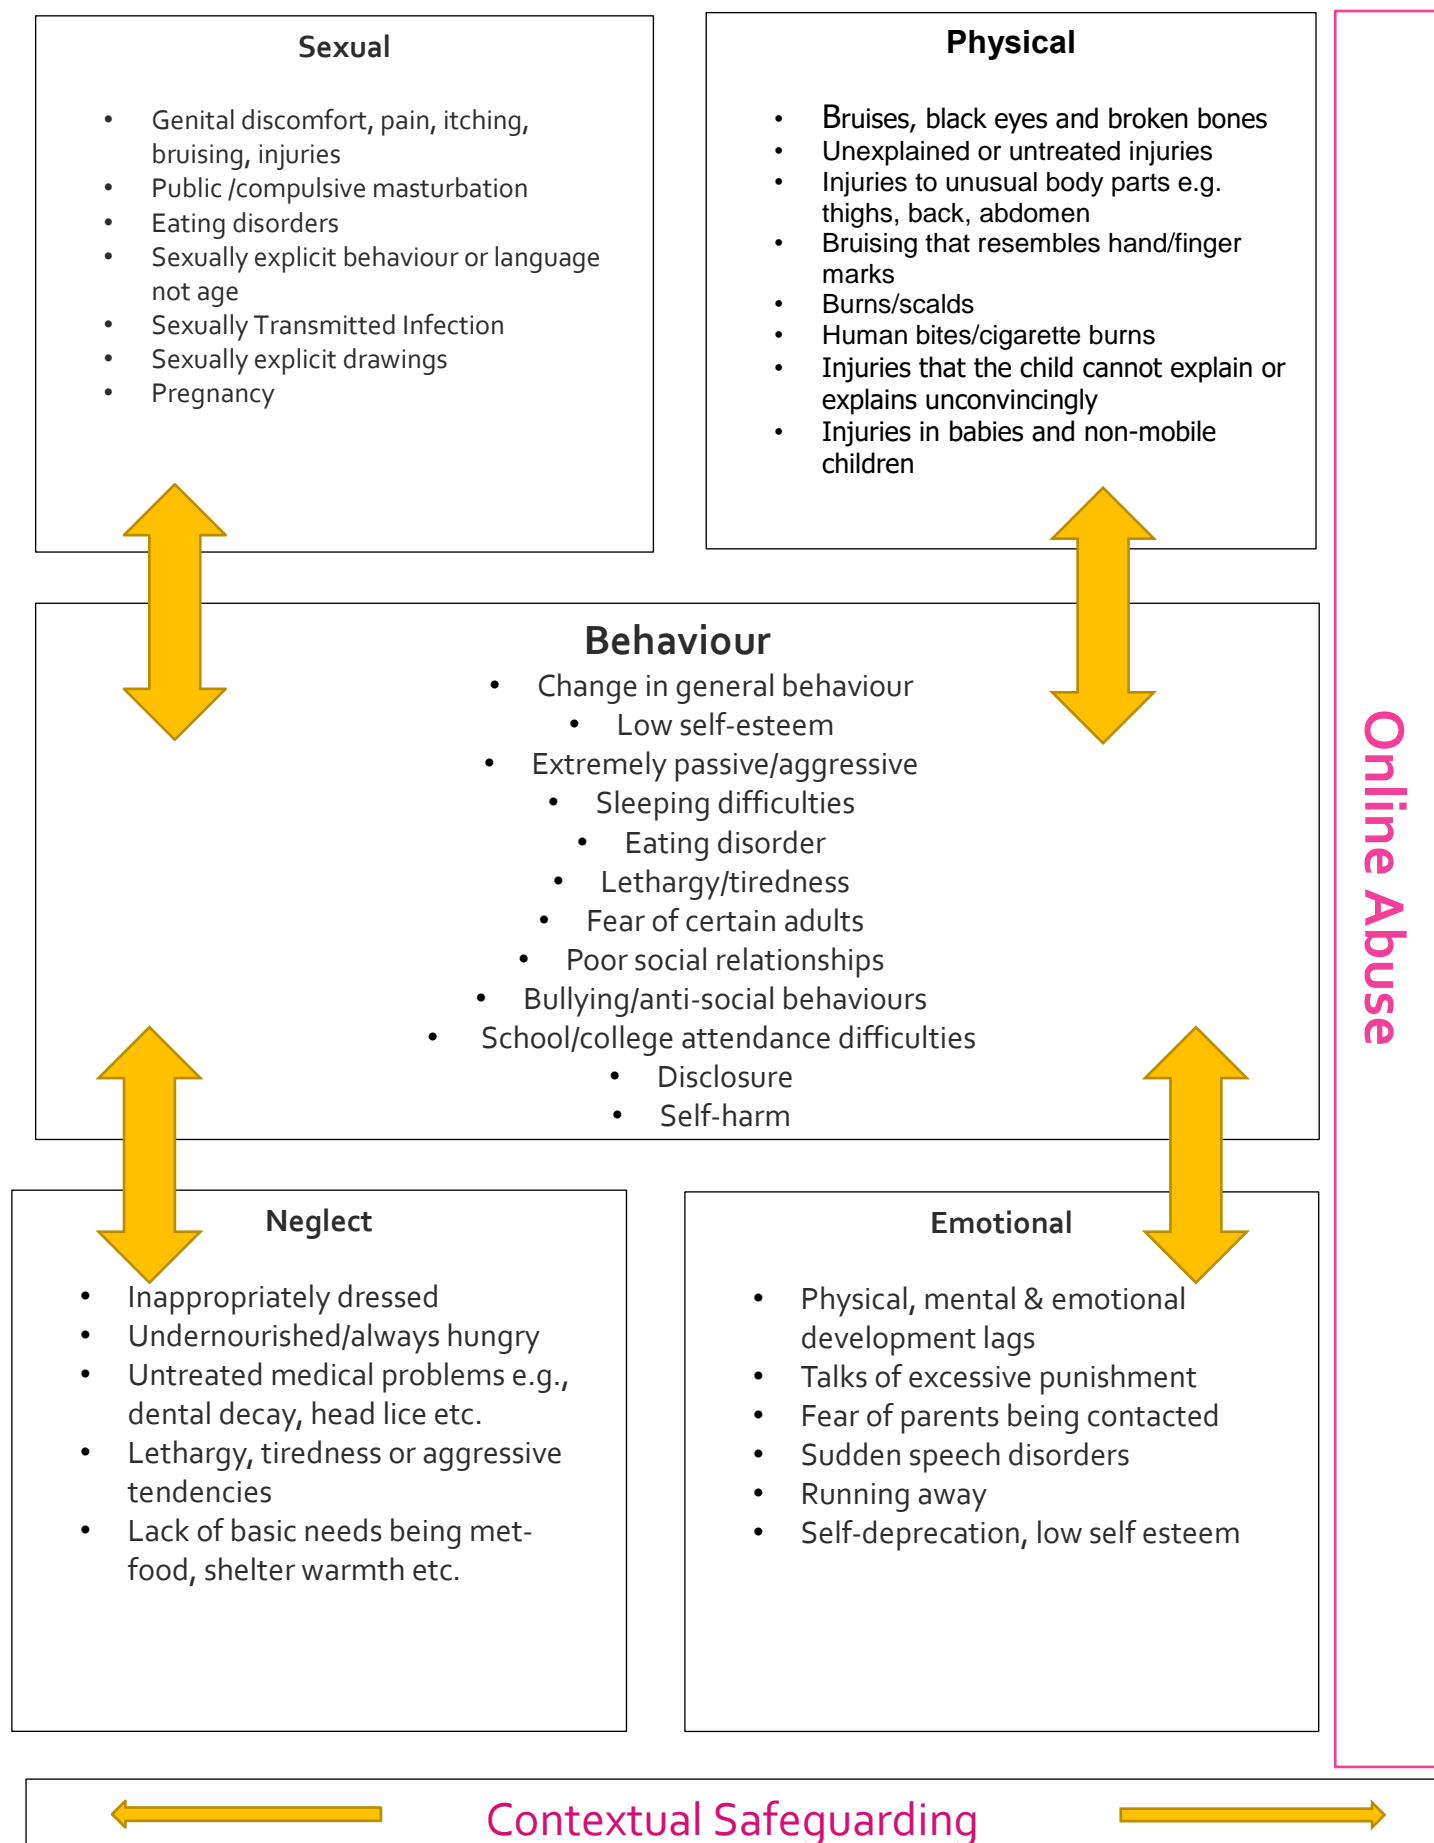 Sexual
• Genital discomfort, pain, itching,
bruising, injuries
• Public /compulsive masturbation
• Eating disorders
• Sexually explicit behaviour or language
not age
• Sexually Transmitted Infection
• Sexually explicit drawings
• Pregnancy
Physical
• Bruises, black eyes and broken bones
• Unexplained or untreated injuries
• Injuries to unusual body parts e.g.
thighs, back, abdomen
• Bruising that resembles hand/finger
marks
• Burns/scalds
• Human bites/cigarette burns
• Injuries that the child cannot explain or
explains unconvincingly
• Injuries in babies and non-mobile
children
Behaviour
• Change in general behaviour
• Low self-esteem
• Extremely passive/aggressive
• Sleeping difficulties
• Eating disorder
• Lethargy/tiredness
• Fear of certain adults
• Poor social relationships
• Bullying/anti-social behaviours
• School/college attendance difficulties
• Disclosure
• Self-harm
Neglect
• Inappropriately dressed
• Undernourished/always hungry
• Untreated medical problems e.g.,
dental decay, head lice etc.
• Lethargy, tiredness or aggressive
tendencies
• Lack of basic needs being met-
food, shelter warmth etc.
Emotional
• Physical, mental & emotional
development lags
• Talks of excessive punishment
• Fear of parents being contacted
• Sudden speech disorders
• Running away
• Self-deprecation, low self esteem
Online Abuse
Contextual Safeguarding